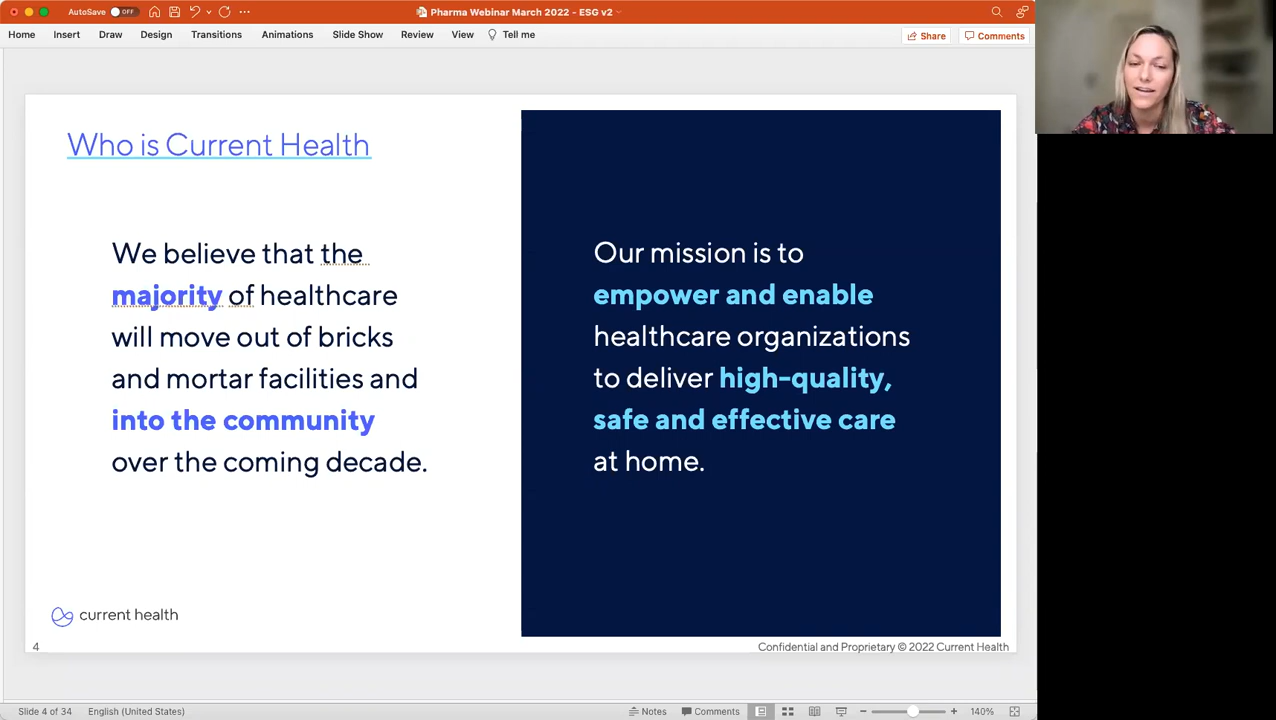 AutoSave OFF
Pharma Webinar March 2022 - ESG v2
Home Insert Draw Design Transitions Animations Slide Show Review View Tell me
Share Comments
Who is Current Health
We believe that the
majority of healthcare
will move out of bricks
and mortar facilities and
into the community
over the coming decade.
Our mission is to
empower and enable
healthcare organizations
to deliver high-quality,
safe and effective care
at home.
current health
4
Confidential and Proprietary © 2022 Current Health
Slide 4 of 34 English (United States)
Notes Comments 140%